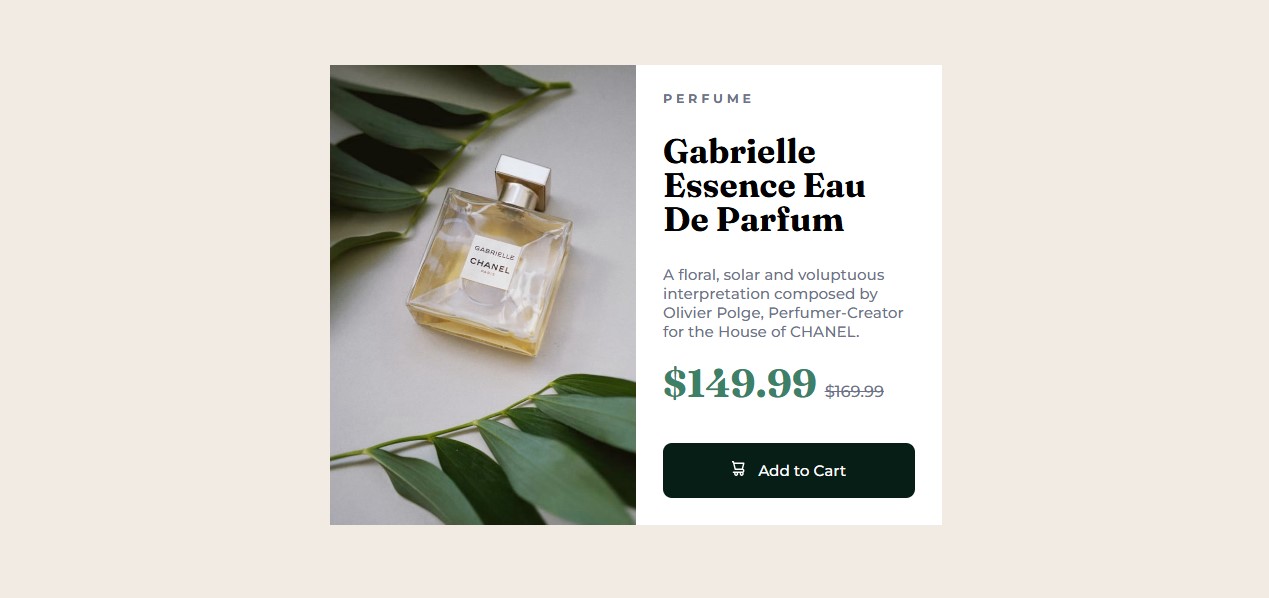 GABRIELLE
CHANEL
PARIS
PERFUME
Gabrielle
Essence Eau
De Parfum
A floral, solar and voluptuous
interpretation composed by
Olivier Polge, Perfumer-Creator
for the House of CHANEL.
$149.99 $169.99
Add to Cart